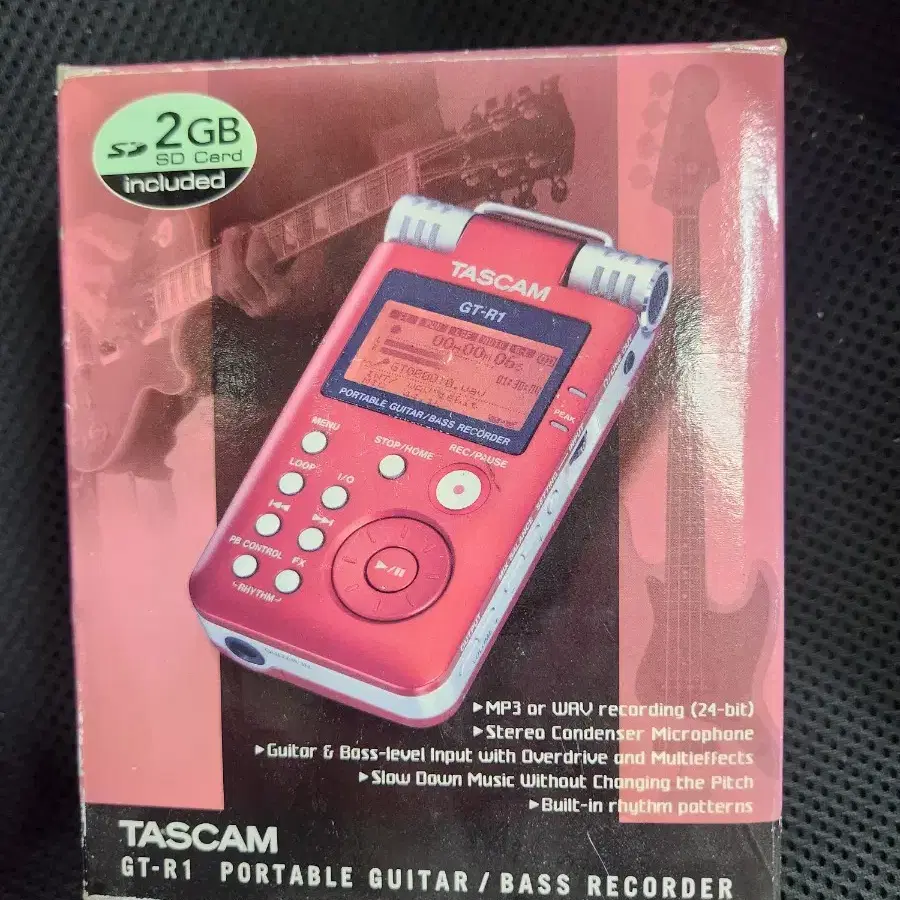 SD 2GB
SD Card
included
TASCAM
GT-R1
PORTABLE GUITAR/BASS RECORDER
PEAK
MENU
STOP/HOME
REC/PAUSE
LOOP
I/O
PB CONTROL
FX
RHYTHM
▶MP3 or WAV recording (24-bit)
▶Stereo Condenser Microphone
▶Guitar & Bass-level Input with Overdrive and Multieffects
▶Slow Down Music Without Changing the Pitch
▶Built-in rhythm patterns
TASCAM
GT-R1 PORTABLE GUITAR / BASS RECORDER